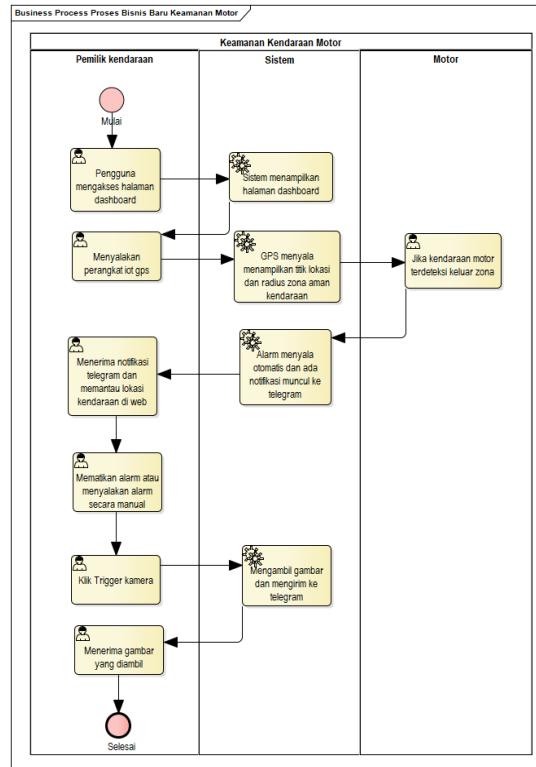 Business Process Proses Bisnis Baru Keamanan Motor
Keamanan Kendaraan Motor
Pemilik kendaraan
Sistem
Motor
Mulai
Pengguna
mengakses halaman
dashboard
Sistem menampilkan
halaman dashboard
Menyalakan
perangkat iot gps
GPS menyala
menampilkan titik lokasi
dan radius zona aman
kendaraan
Jika kendaraan motor
terdeteksi keluar zona
Alarm menyala
otomatis dan ada
notifikasi muncul ke
telegram
Menerima notifikasi
telegram dan
memantau lokasi
kendaraan di web
Mematikan alarm atau
menyalakan alarm
secara manual
Klik Trigger kamera
Mengambil gambar
dan mengirim ke
telegram
Menerima gambar
yang diambil
Selesai